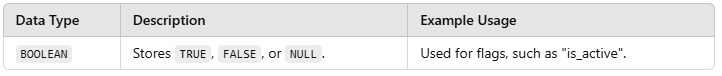 Data Type Description Example Usage
BOOLEAN Stores TRUE, FALSE, or NULL. Used for flags, such as "is_active".